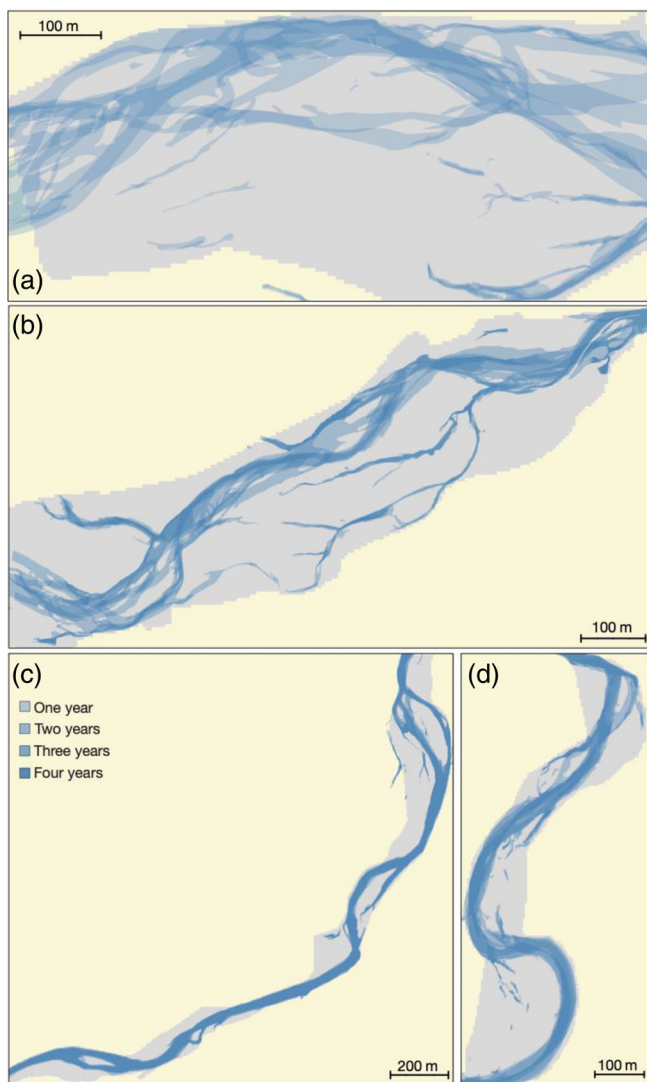 100 m
(a)
(b)
100 m
(c)
One year
Two years
Three years
Four years
200 m
(d)
100 m